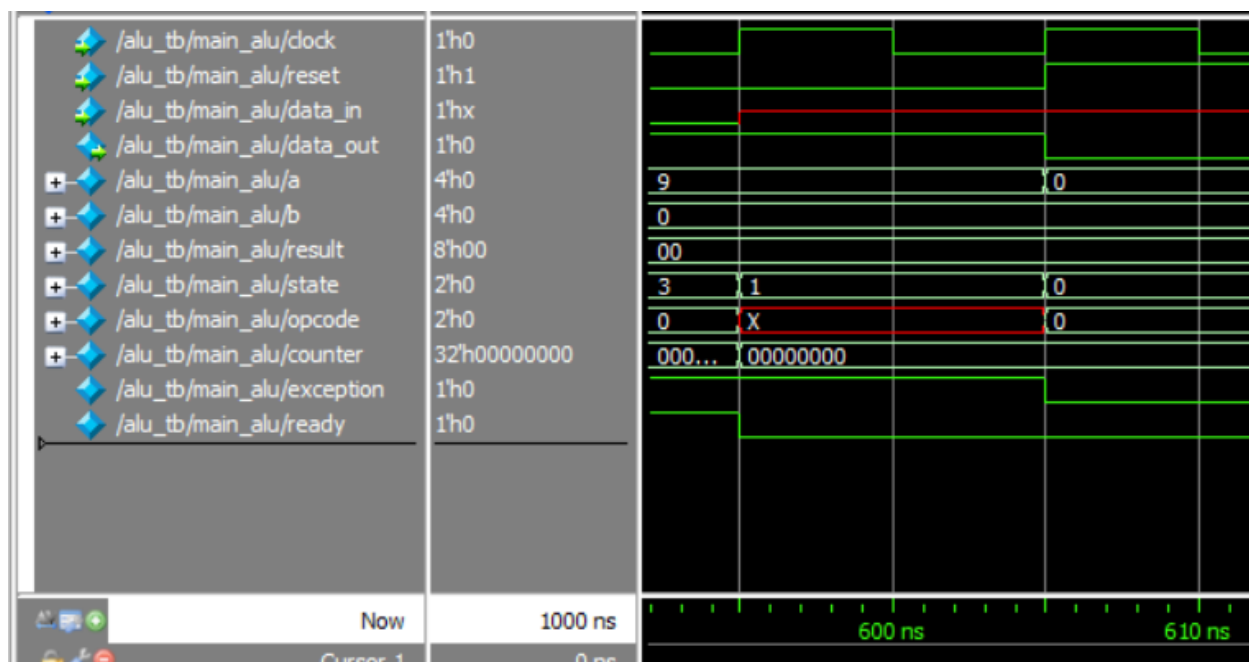 /alu_tb/main_alu/clock 1'h0
/alu_tb/main_alu/reset 1'h1
/alu_tb/main_alu/data_in 1'hx
/alu_tb/main_alu/data_out 1'h0
/alu_tb/main_alu/a 4'h0 9 0
/alu_tb/main_alu/b 4'h0 0
/alu_tb/main_alu/result 8'h00 00
/alu_tb/main_alu/state 2'h0 3 1 0
/alu_tb/main_alu/opcode 2'h0 0 X 0
/alu_tb/main_alu/counter 32'h00000000 000... 00000000
/alu_tb/main_alu/exception 1'h0
/alu_tb/main_alu/ready 1'h0
Now 1000 ns 600 ns 610 ns
Cursor 1 0 ns